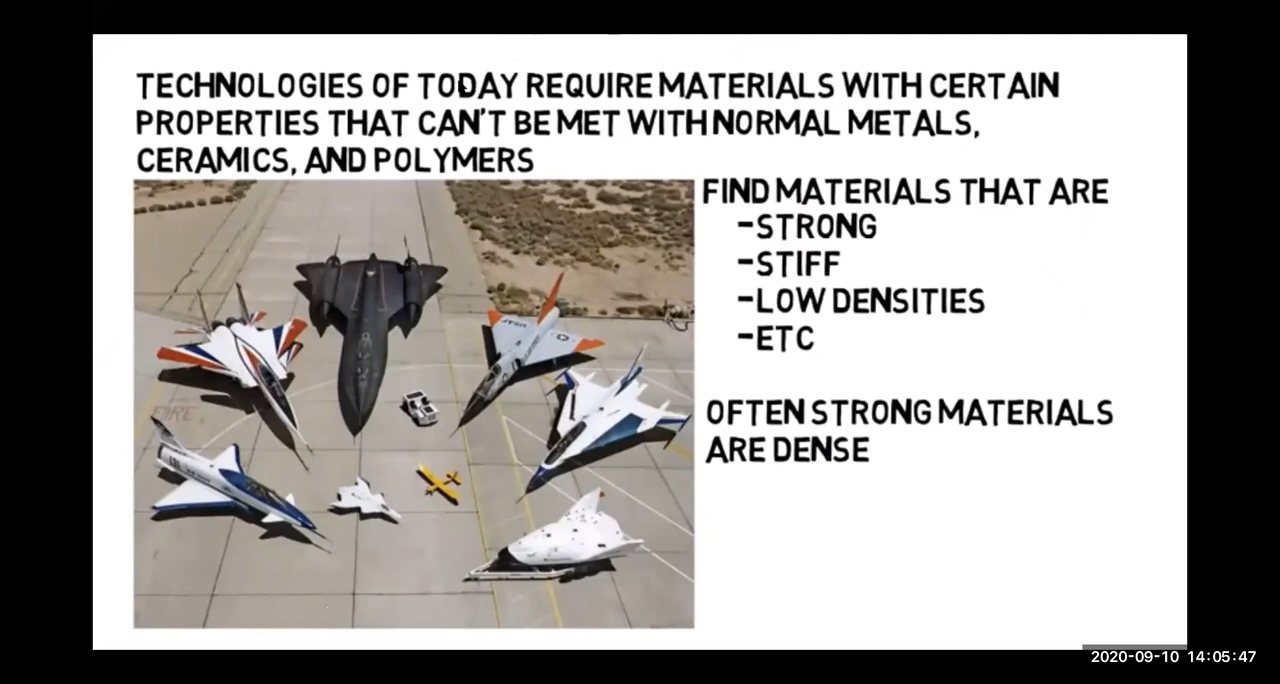 TECHNOLOGIES OF TODAY REQUIRE MATERIALS WITH CERTAIN
PROPERTIES THAT CAN'T BE MET WITH NORMAL METALS,
CERAMICS, AND POLYMERS
FIND MATERIALS THAT ARE
-STRONG
-STIFF
-LOW DENSITIES
-ETC
OFTEN STRONG MATERIALS
ARE DENSE
2020-09-10 14:05:47